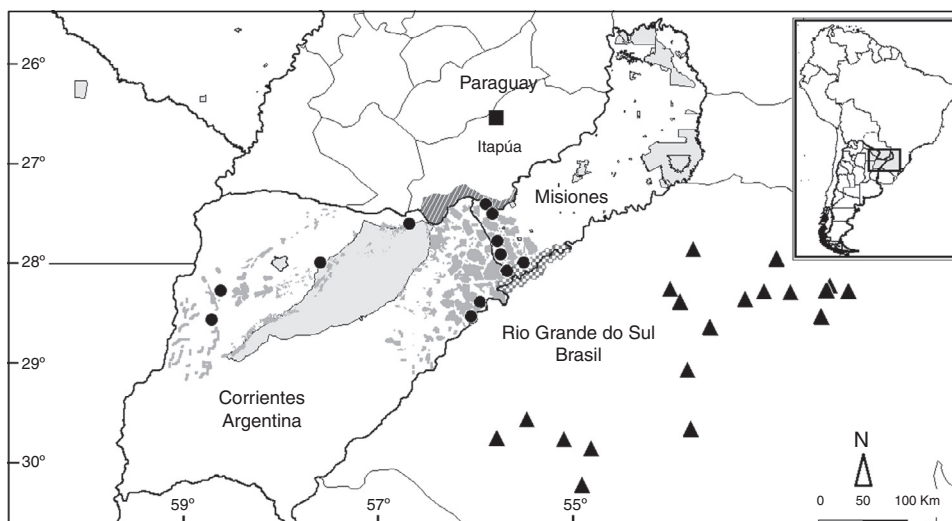 26º
Paraguay
Itapúa
27º
Misiones
28º
Rio Grande do Sul
Brasil
29º
Corrientes
Argentina
30º
N
59º
57º
55º
0 50 100 Km